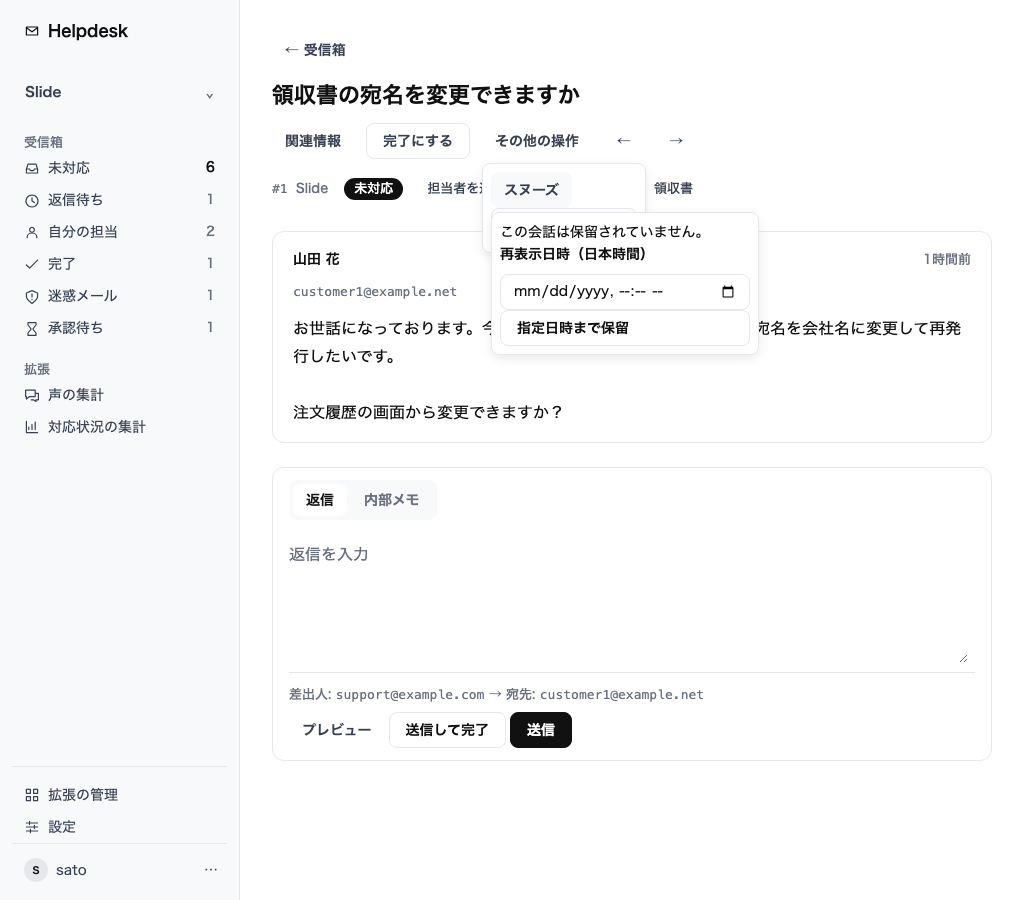 Helpdesk
Slide
受信箱
未対応 6
返信待ち 1
自分の担当 2
完了 1
迷惑メール 1
承認待ち 1
拡張
声の集計
対応状況の集計
拡張の管理
設定
S sato ...
← 受信箱
領収書の宛名を変更できますか
関連情報 完了にする その他の操作 ← →
#1 Slide 未対応 担当者を 領収書
スヌーズ
この会話は保留されていません。
再表示日時（日本時間）
mm/dd/yyyy, --:-- --
指定日時まで保留
山田 花 1時間前
customer1@example.net
お世話になっております。 宛名を会社名に変更して再発
行したいです。
注文履歴の画面から変更できますか？
返信 内部メモ
返信を入力
差出人: support@example.com → 宛先: customer1@example.net
プレビュー 送信して完了 送信